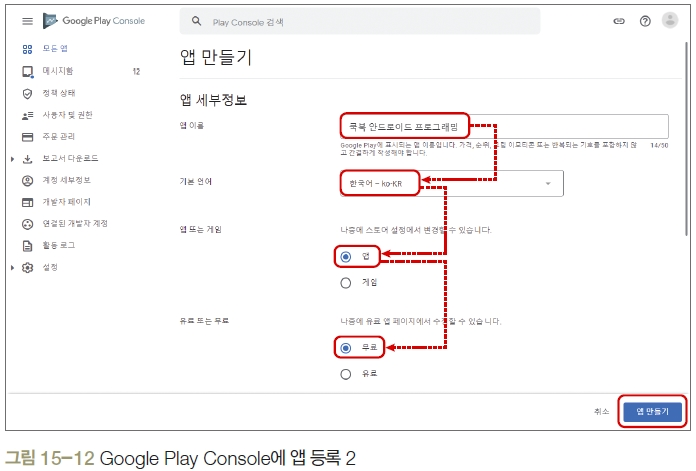 Google Play Console
Play Console 검색
모든 앱
메시지함 12
정책 상태
사용자 및 권한
주문 관리
보고서 다운로드
계정 세부정보
개발자 페이지
연결된 개발자 계정
활동 로그
설정
앱 만들기
앱 세부정보
앱 이름
쿡북 안드로이드 프로그래밍
Google Play에 표시되는 앱 이름입니다. 가격, 순위, 이모티콘 또는 반복되는 기호를 포함하지 않
고 간결하게 작성해야 합니다.
14/50
기본 언어
한국어 – ko-KR
앱 또는 게임
나중에 스토어 설정에서 변경할 수 있습니다.
앱
게임
유료 또는 무료
나중에 유료 앱 페이지에서 수정할 수 있습니다.
무료
유료
취소
앱 만들기
그림 15-12 Google Play Console에 앱 등록 2